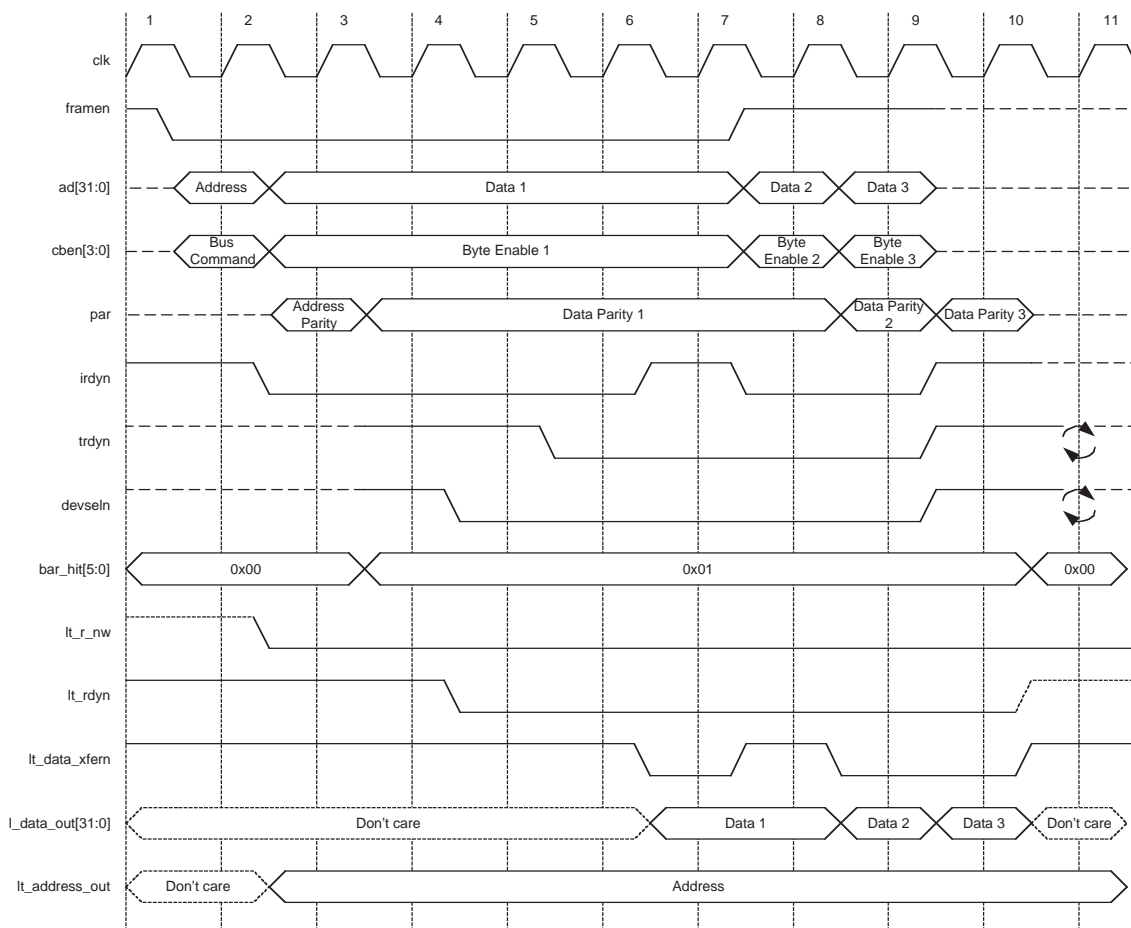 1 2 3 4 5 6 7 8 9 10 11
clk
framen
ad[31:0] Address Data 1 Data 2 Data 3
cben[3:0] Bus Command Byte Enable 1 Byte Enable 2 Byte Enable 3
par Address Parity Data Parity 1 Data Parity 2 Data Parity 3
irdyn
trdyn
devseln
bar_hit[5:0] 0x00 0x01 0x00
lt_r_nw
lt_rdyn
lt_data_xfern
l_data_out[31:0] Don't care Data 1 Data 2 Data 3 Don't care
lt_address_out Don't care Address